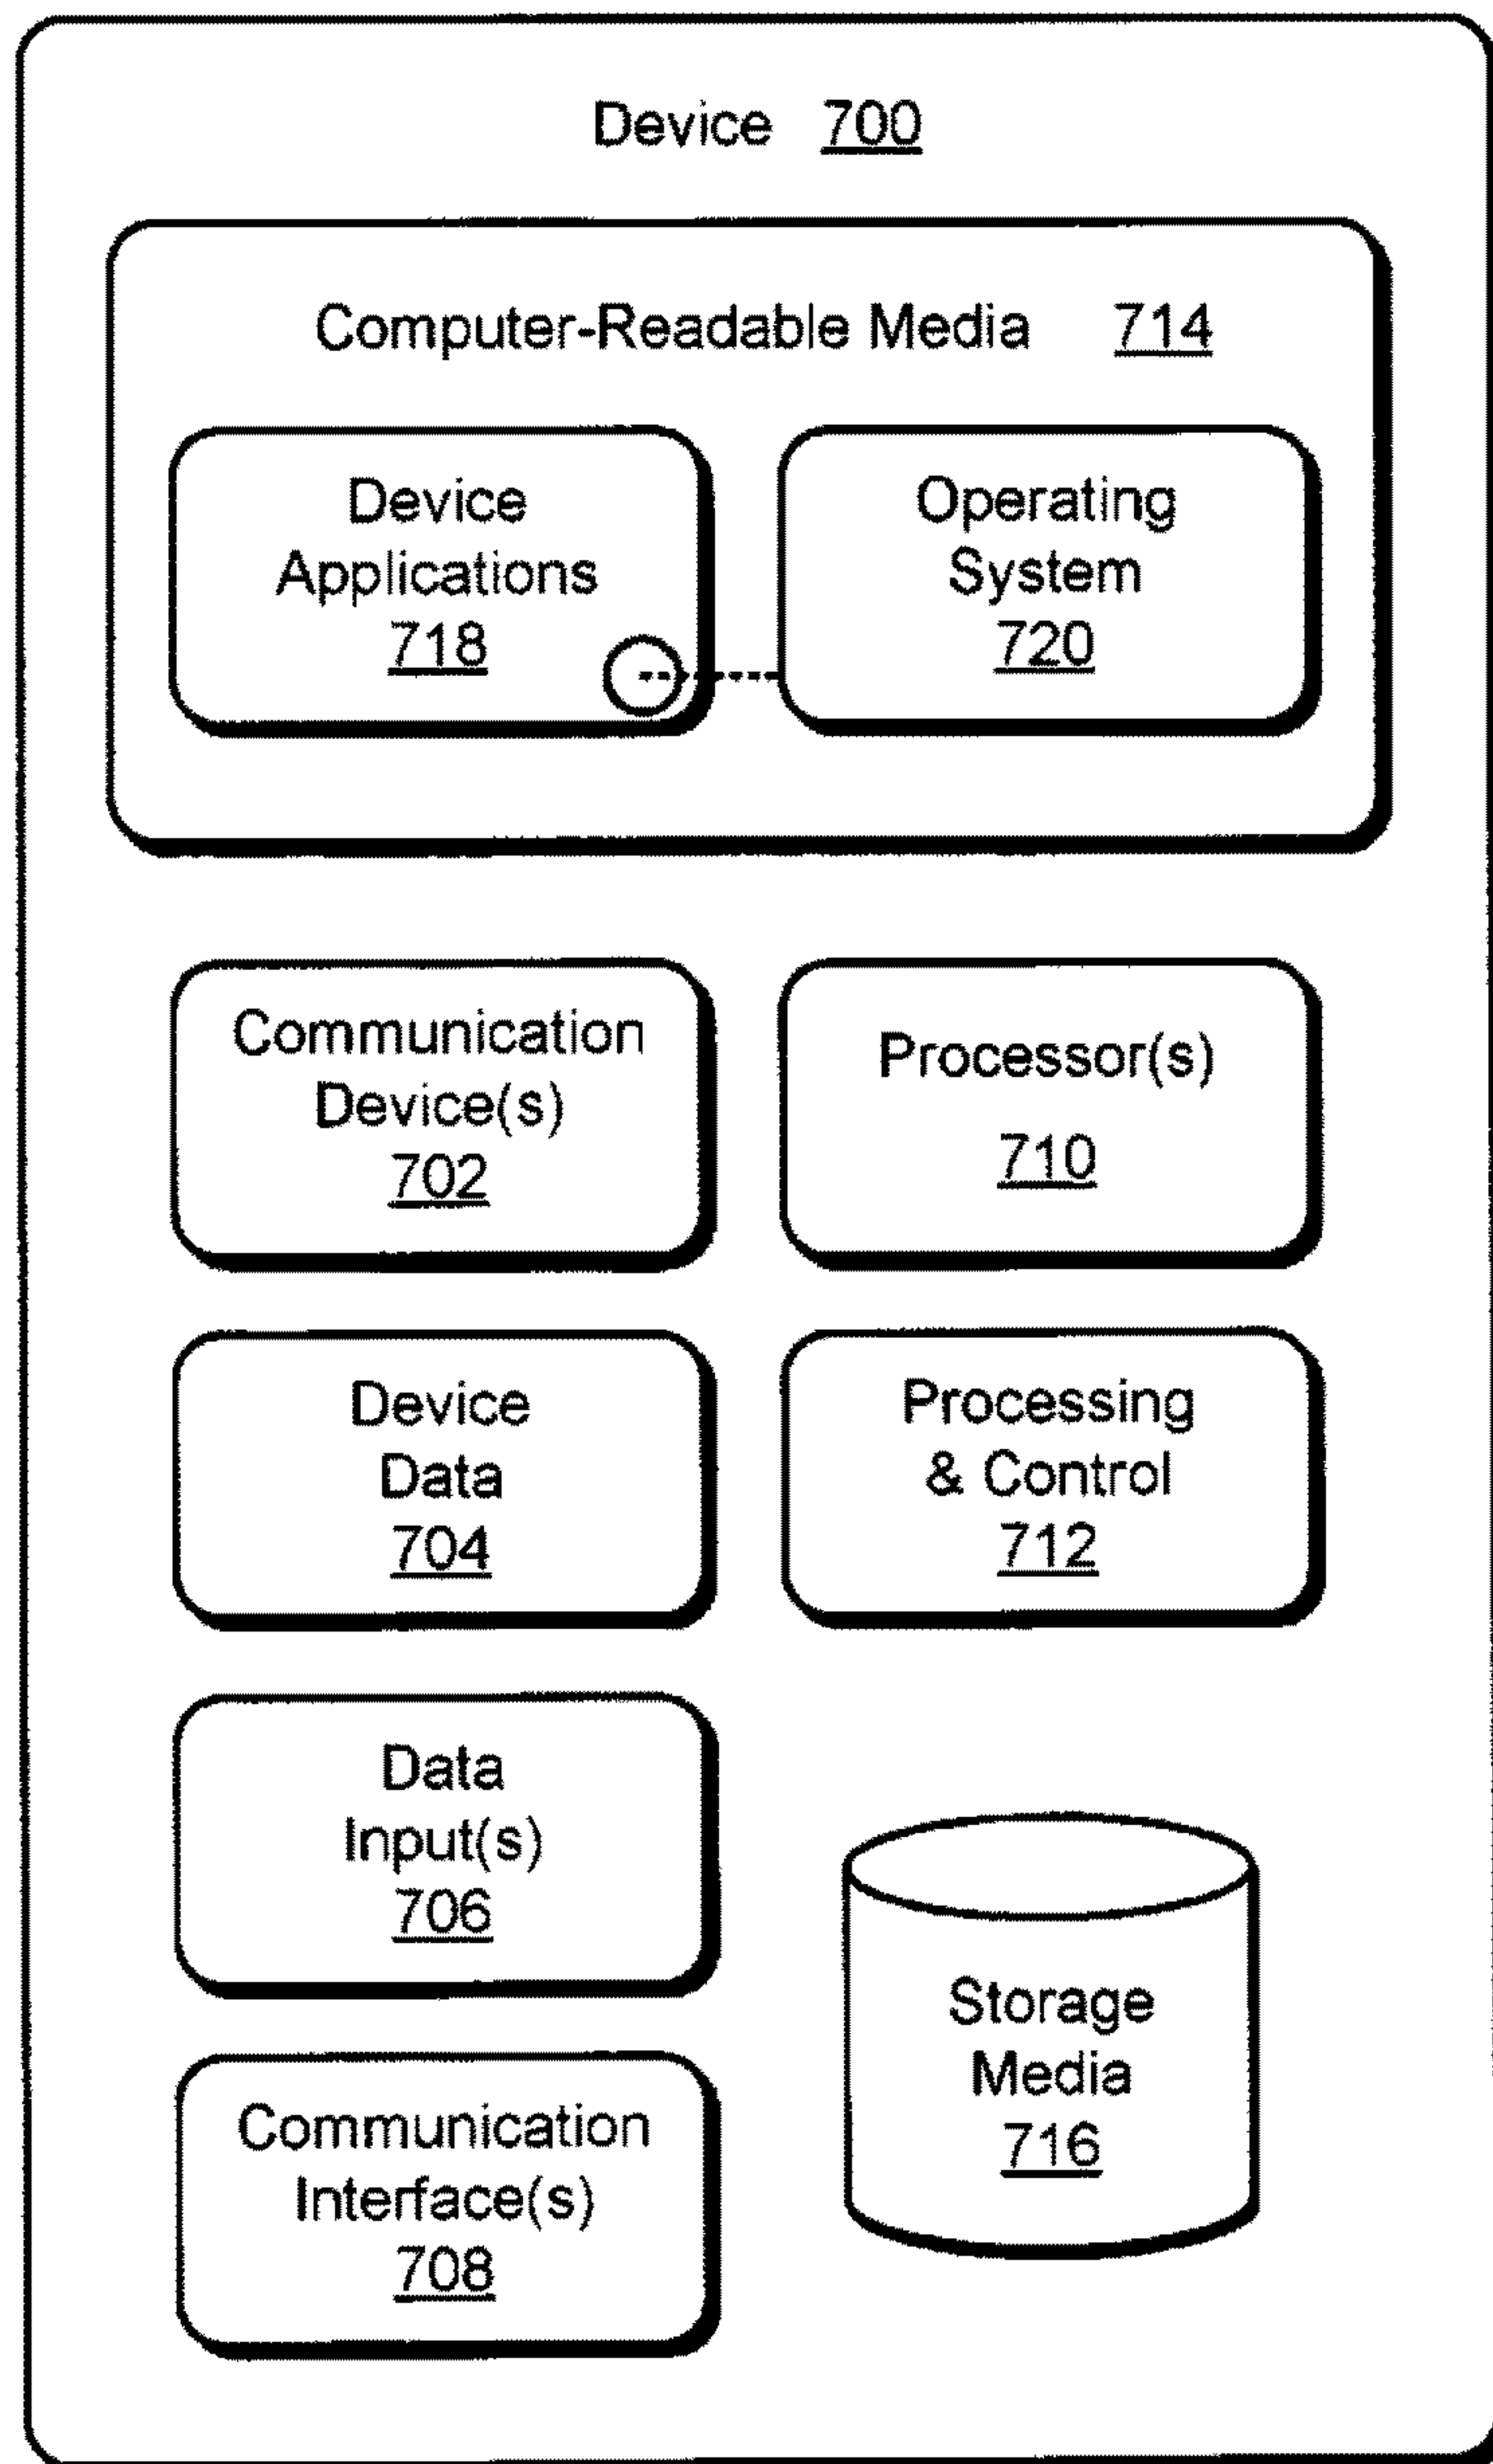 Device 700
Computer-Readable Media 714
Device
Applications
718
Operating
System
720
Communication
Device(s)
702
Processor(s)
710
Device
Data
704
Processing
& Control
712
Data
Input(s)
706
Storage
Media
716
Communication
Interface(s)
708